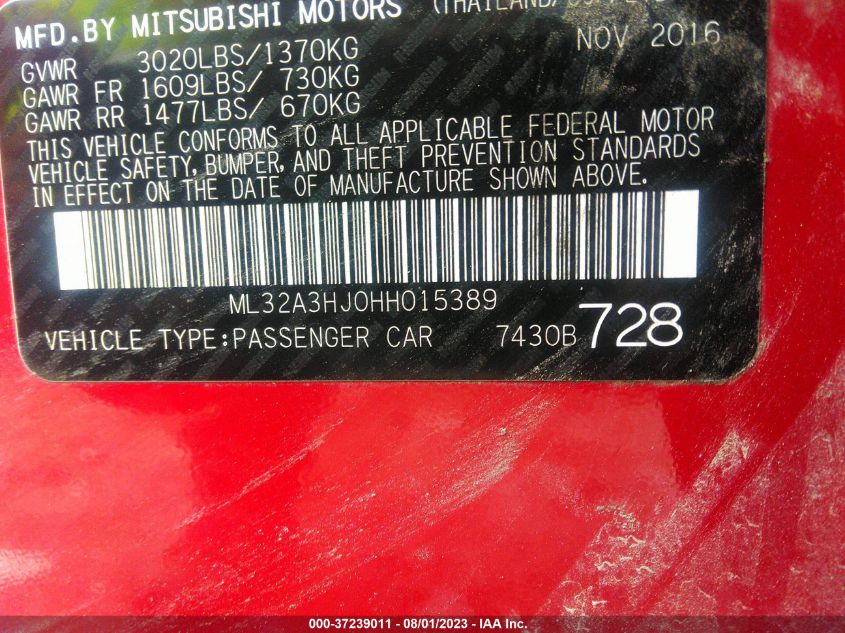 MFD.BY MITSUBISHI MOTORS (THAILAND)
NOV 2016
GVWR 3020LBS/1370KG
GAWR FR 1609LBS/ 730KG
GAWR RR 1477LBS/ 670KG
THIS VEHICLE CONFORMS TO ALL APPLICABLE FEDERAL MOTOR
VEHICLE SAFETY, BUMPER, AND THEFT PREVENTION STANDARDS
IN EFFECT ON THE DATE OF MANUFACTURE SHOWN ABOVE.
ML32A3HJ0HH015389
VEHICLE TYPE:PASSENGER CAR 7430B 728
000-37239011 - 08/01/2023 - IAA Inc.